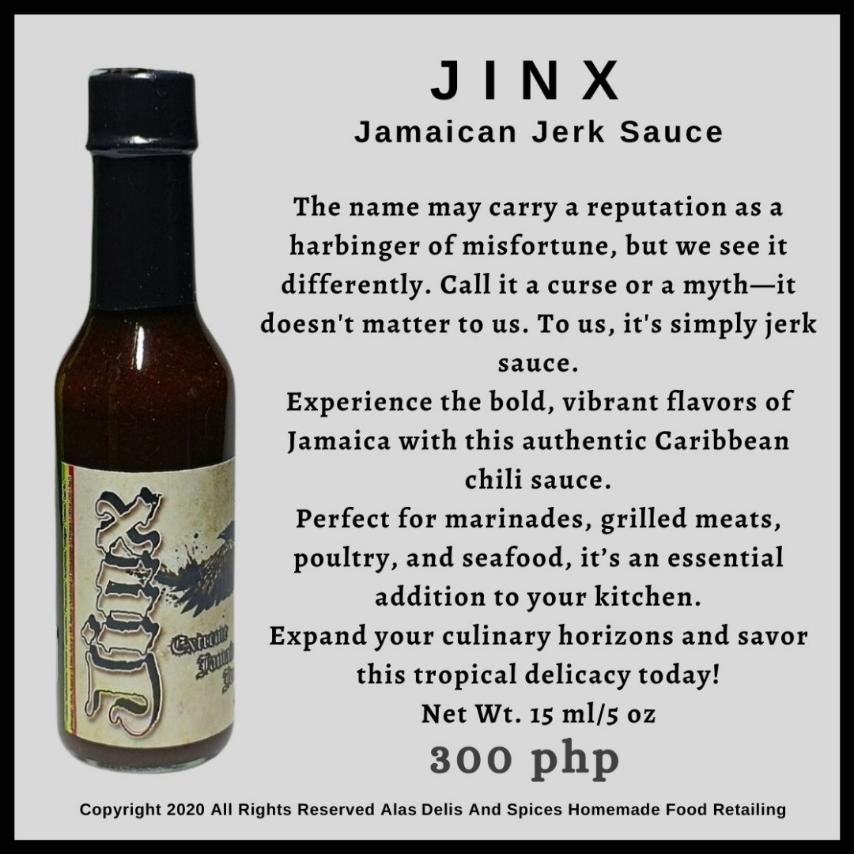 JINX
Jamaican Jerk Sauce
The name may carry a reputation as a
harbinger of misfortune, but we see it
differently. Call it a curse or a myth—it
doesn't matter to us. To us, it's simply jerk
sauce.
Experience the bold, vibrant flavors of
Jamaica with this authentic Caribbean
chili sauce.
Perfect for marinades, grilled meats,
poultry, and seafood, it’s an essential
addition to your kitchen.
Expand your culinary horizons and savor
this tropical delicacy today!
Net Wt. 15 ml/5 oz
300 php
Jinx
Extreme
Copyright 2020 All Rights Reserved Alas Delis And Spices Homemade Food Retailing